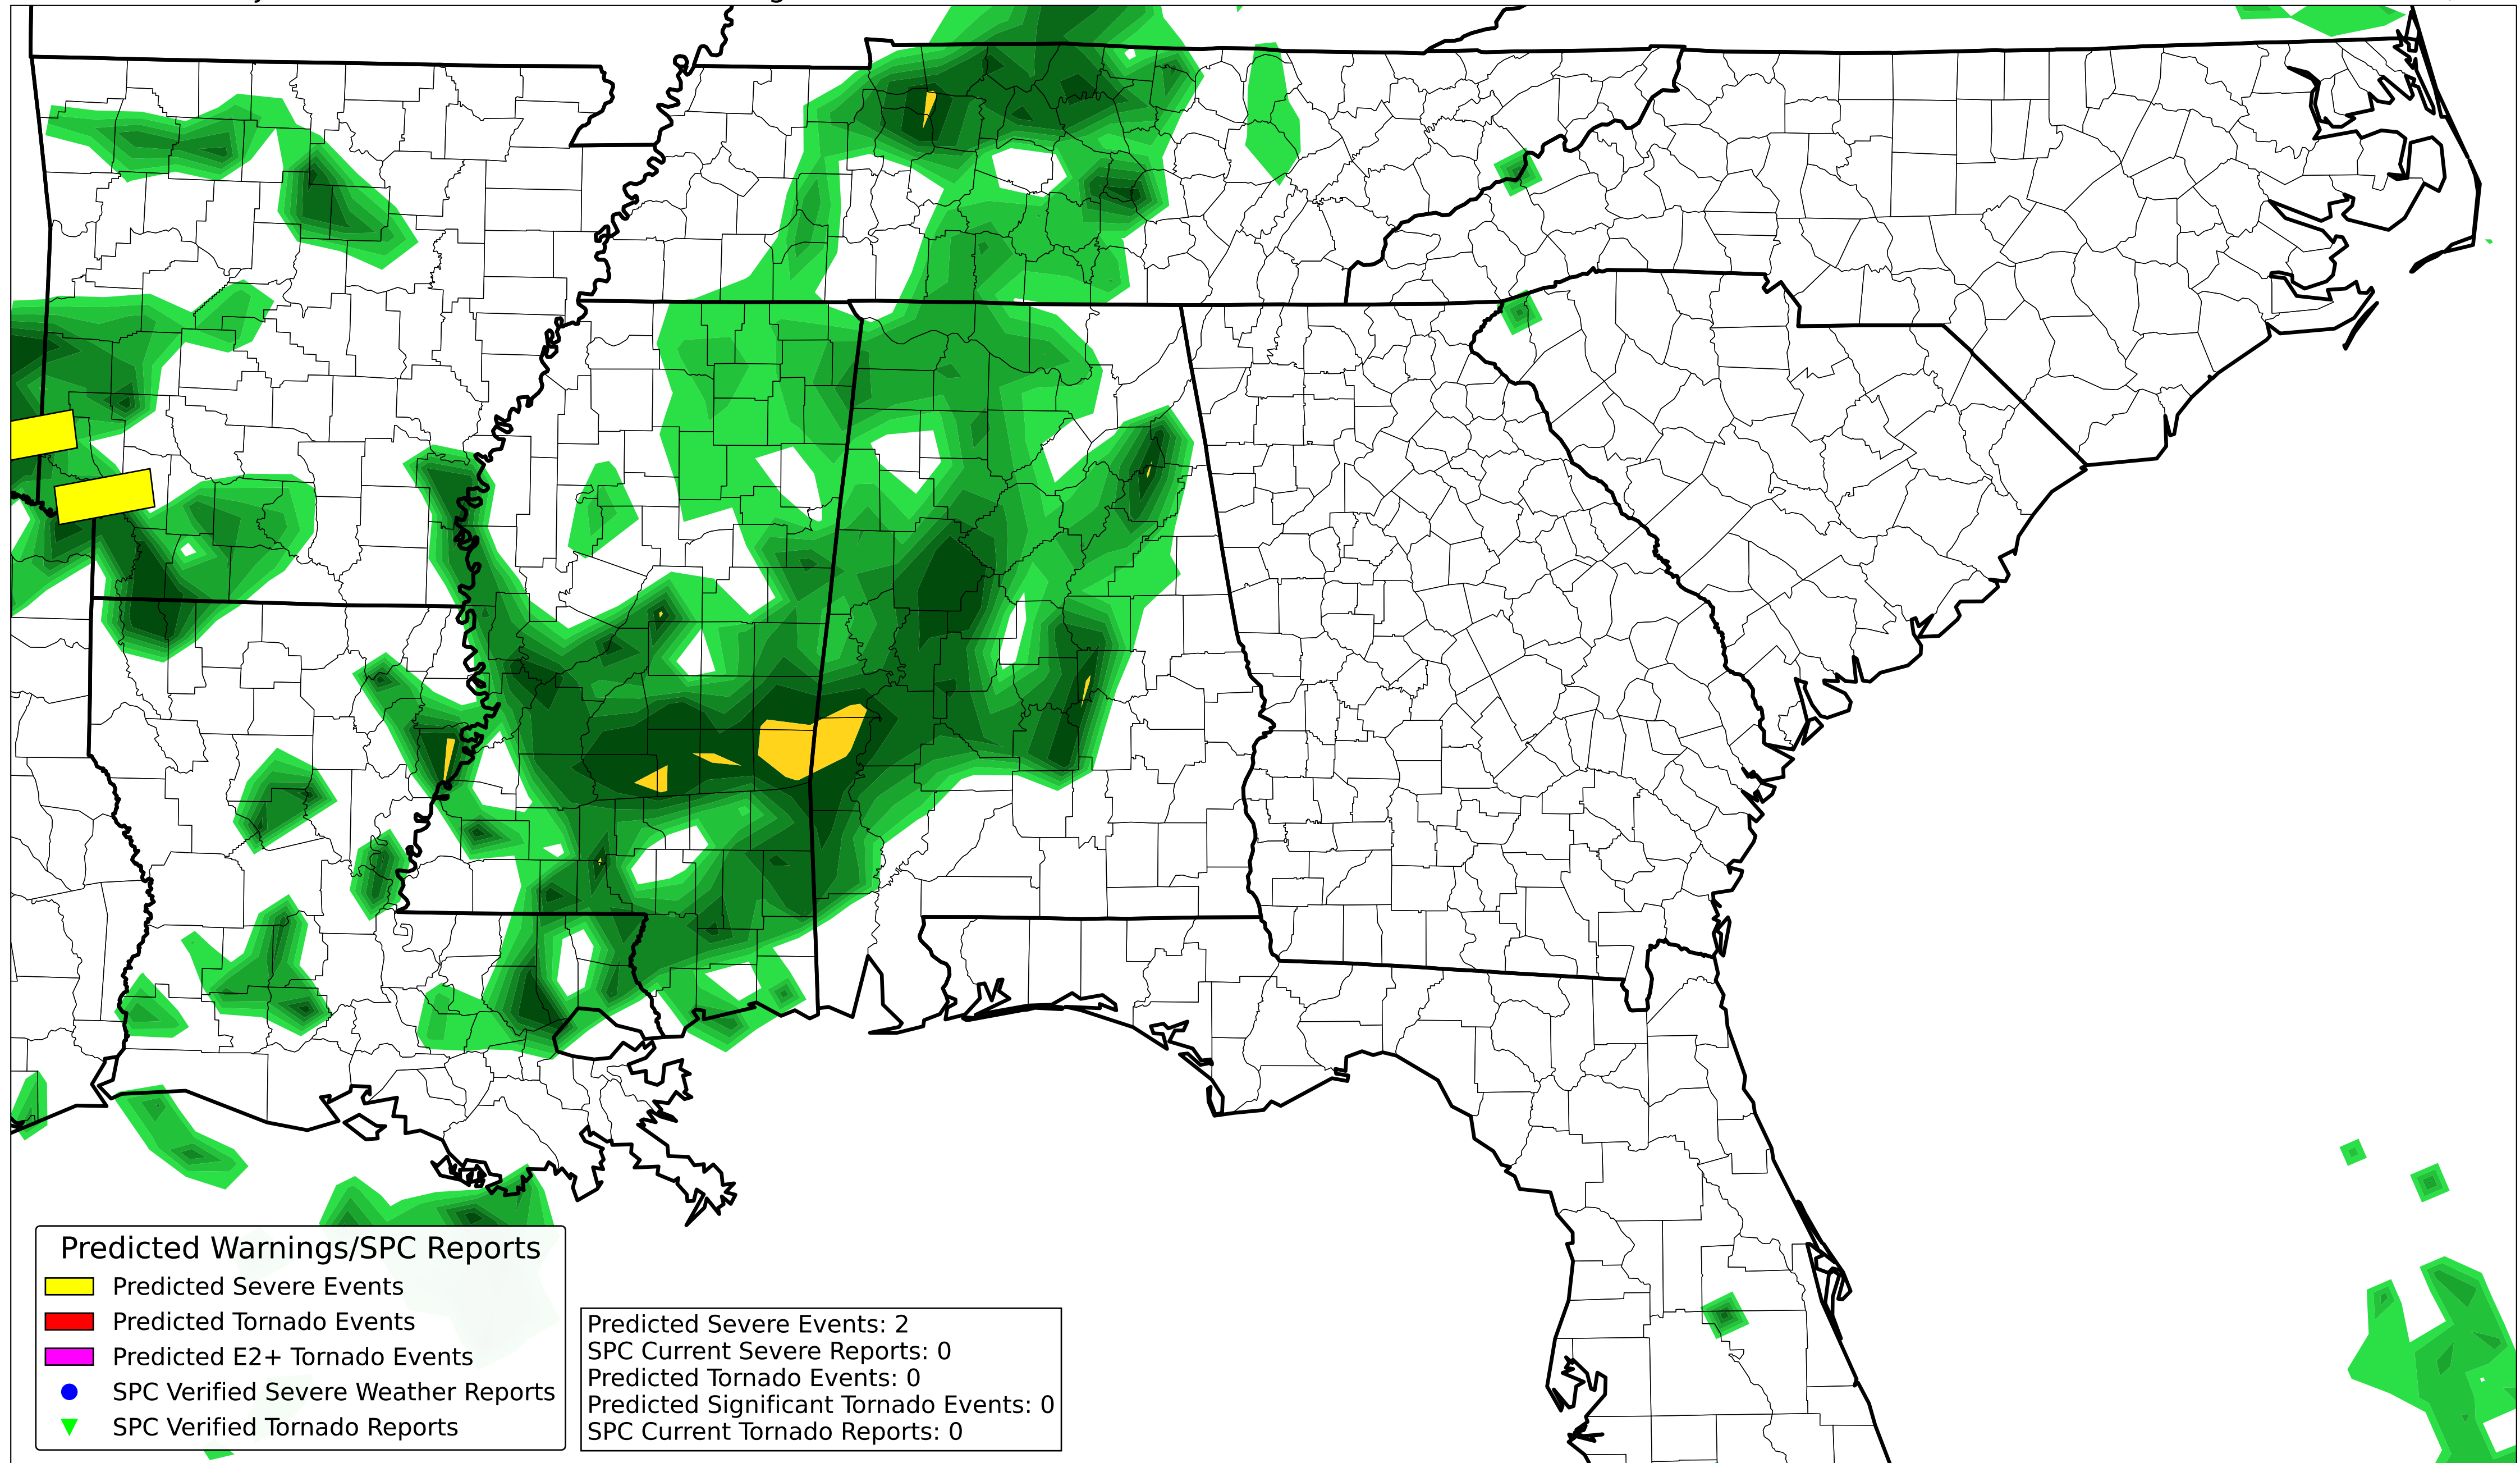 Predicted Warnings/SPC Reports
Predicted Severe Events
Predicted Tornado Events
Predicted E2+ Tornado Events
SPC Verified Severe Weather Reports
SPC Verified Tornado Reports
Predicted Severe Events: 2
SPC Current Severe Reports: 0
Predicted Tornado Events: 0
Predicted Significant Tornado Events: 0
SPC Current Tornado Reports: 0